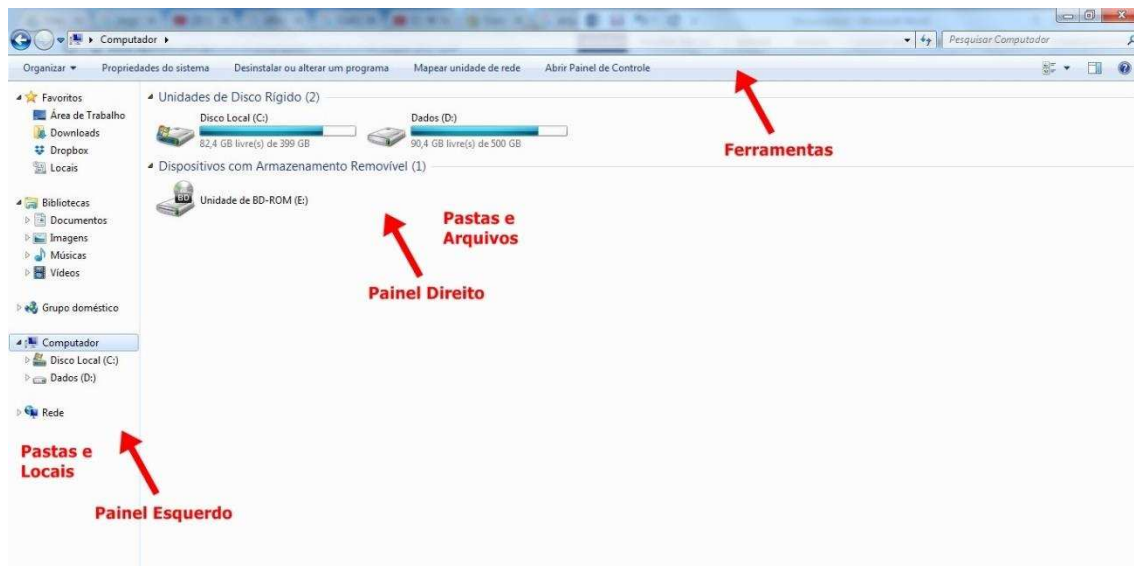 Computador
Pesquisar Computador
Organizar
Propriedades do sistema
Desinstalar ou alterar um programa
Mapear unidade de rede
Abrir Painel de Controle
Favoritos
Área de Trabalho
Downloads
Dropbox
Locais
Bibliotecas
Documentos
Imagens
Músicas
Vídeos
Grupo doméstico
Computador
Disco Local (C:)
Dados (D:)
Rede
Pastas e
Locais
Painel Esquerdo
Unidades de Disco Rígido (2)
Disco Local (C:)
82,4 GB livre(s) de 399 GB
Dados (D:)
90,4 GB livre(s) de 500 GB
Dispositivos com Armazenamento Removível (1)
BD
Unidade de BD-ROM (E:)
Pastas e
Arquivos
Painel Direito
Ferramentas